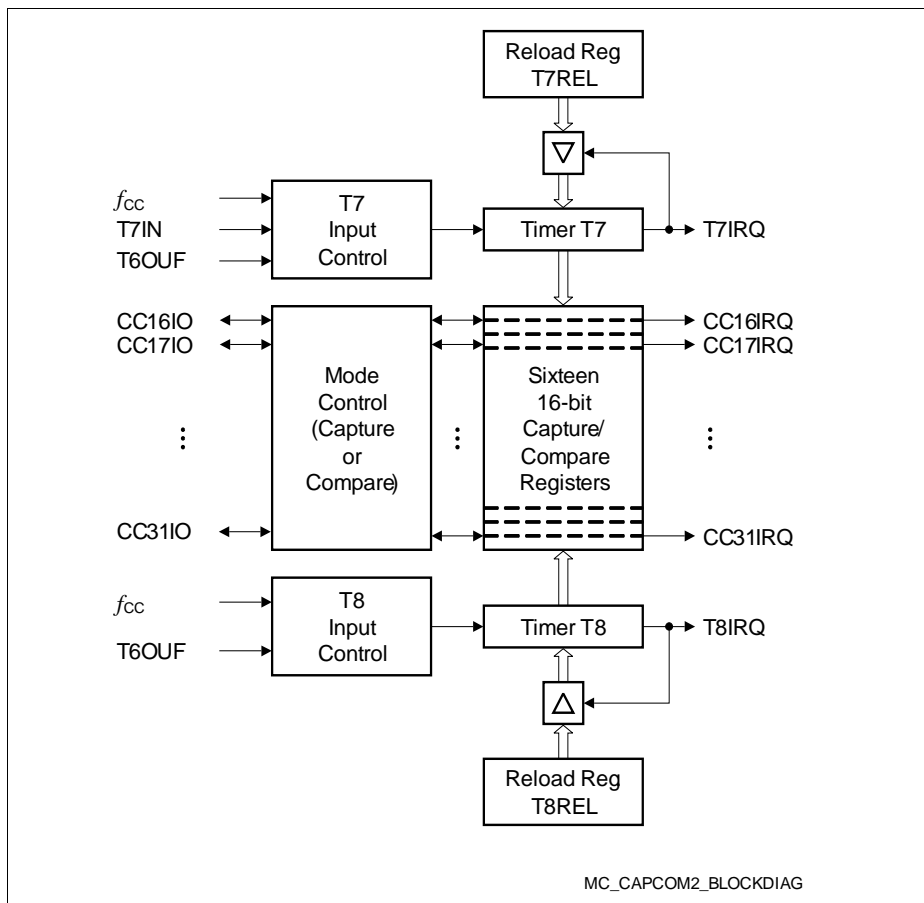 Reload Reg.
T7REL
fCC
T7IN
T6OUF
T7
Input
Control
Timer T7
T7IRQ
CC16IO
CC17IO
CC31IO
Mode
Control
(Capture
or
Compare)
Sixteen
16-bit
Capture/
Compare
Registers
CC16IRQ
CC17IRQ
CC31IRQ
fCC
T6OUF
T8
Input
Control
Timer T8
T8IRQ
Reload Reg.
T8REL
MC_CAPCOM2_BLOCKDIAG